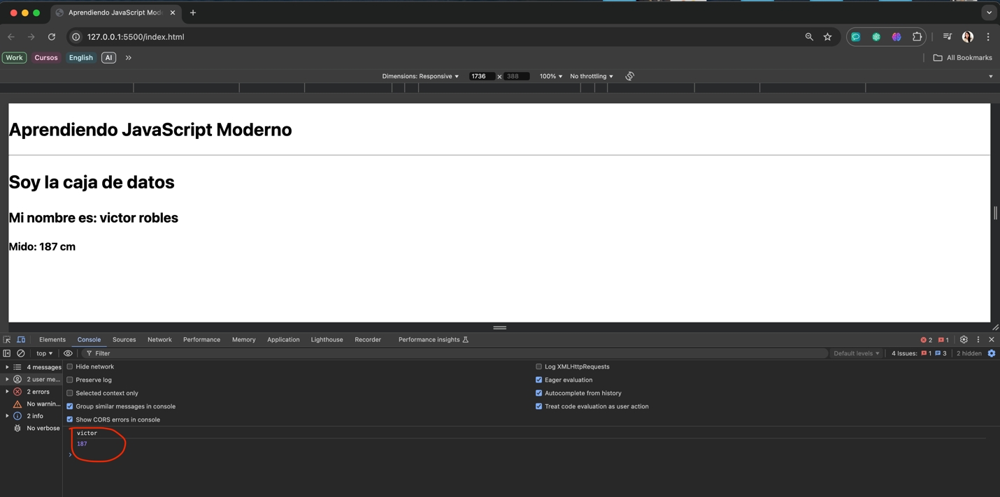 Aprendiendo JavaScript Mod
127.0.0.1:5500/index.html
Work Cursos English AI All Bookmarks
Dimensions: Responsive 1736 x 388 100% No throttling
Aprendiendo JavaScript Moderno
Soy la caja de datos
Mi nombre es: victor robles
Mido: 187 cm
Elements Console Sources Network Performance Memory Application Lighthouse Recorder Performance insights 2 1
top Filter Default levels 4 Issues: 1 3 2 hidden
4 messages
2 user me...
2 errors
No warnin...
2 info
No verbose
Hide network
Preserve log
Selected context only
Group similar messages in console
Show CORS errors in console
Log XMLHttpRequests
Eager evaluation
Autocomplete from history
Treat code evaluation as user action
victor
187